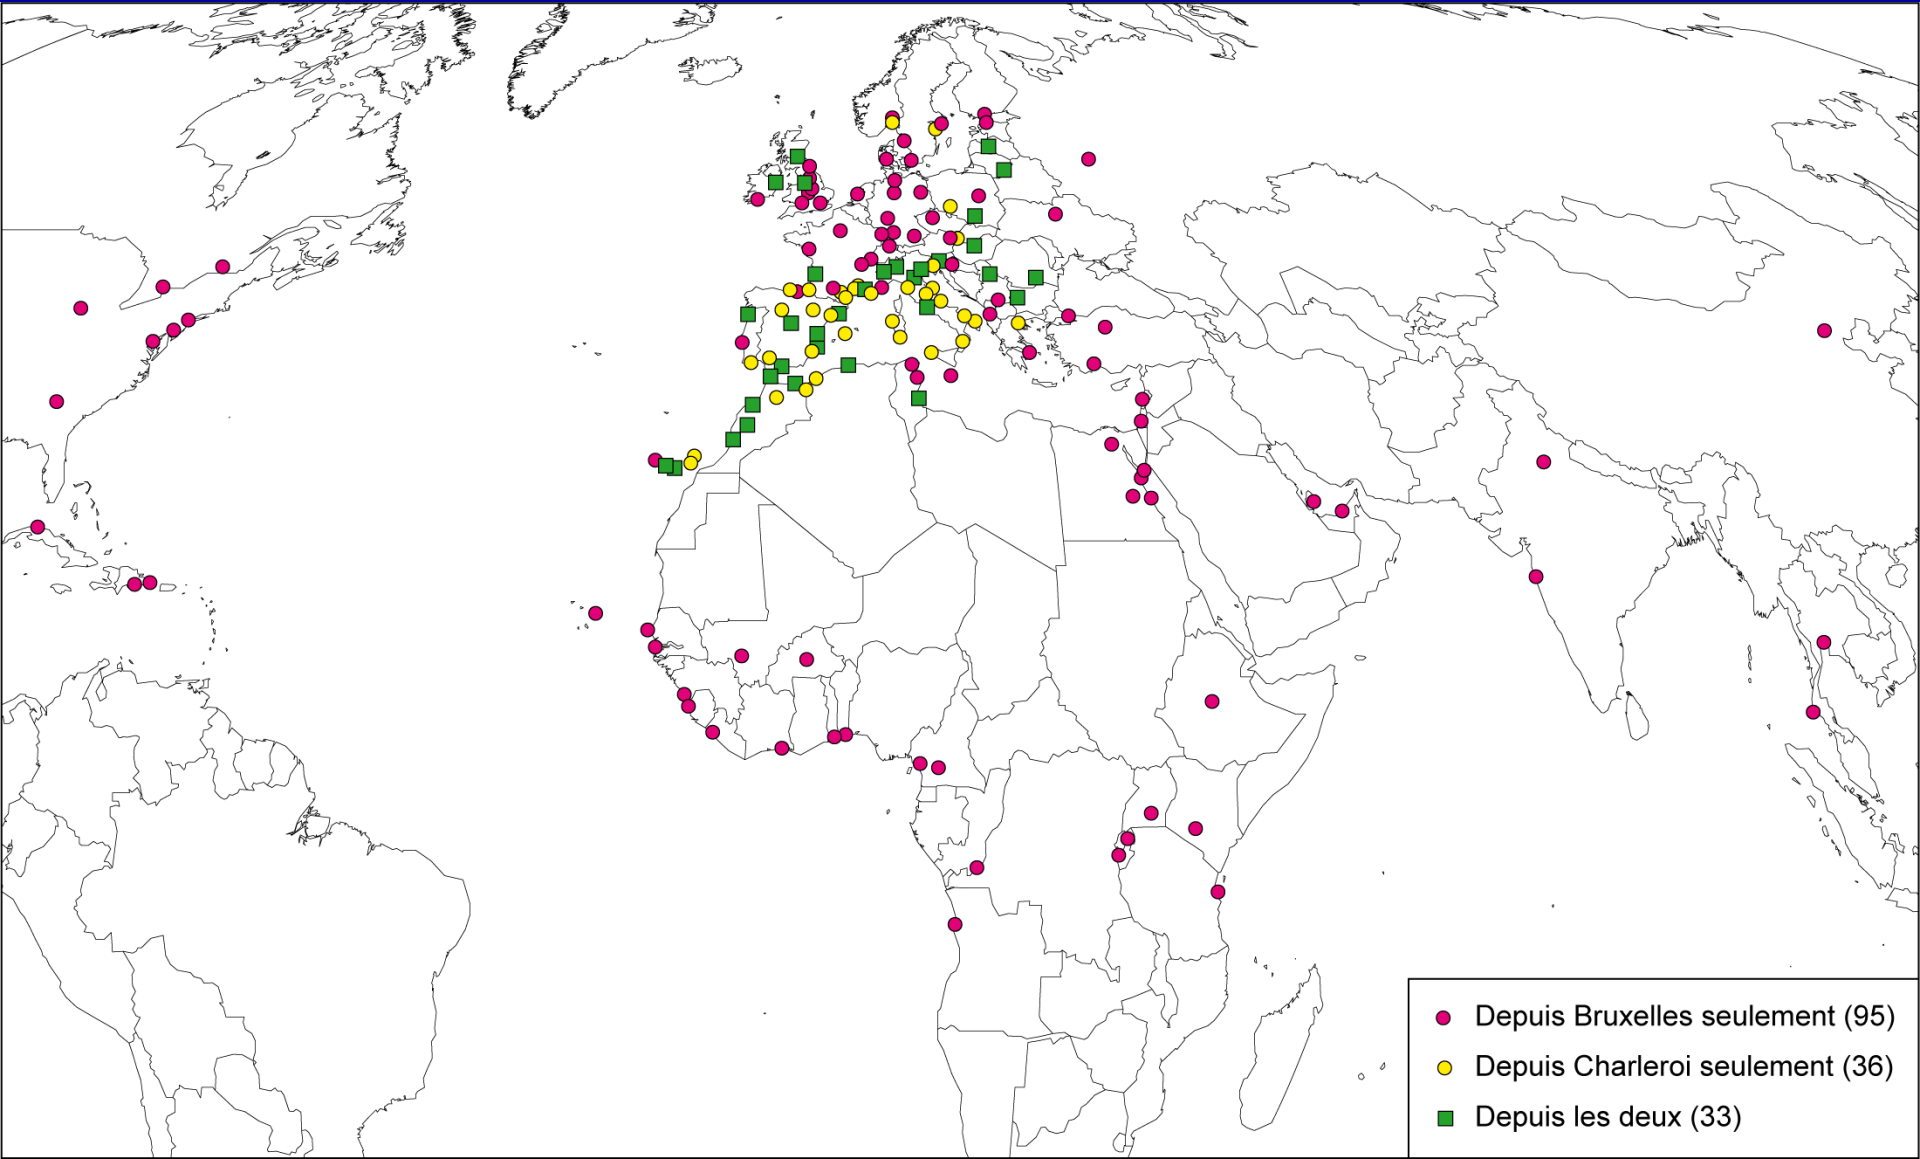 Depuis Bruxelles seulement (95)
Depuis Charleroi seulement (36)
Depuis les deux (33)